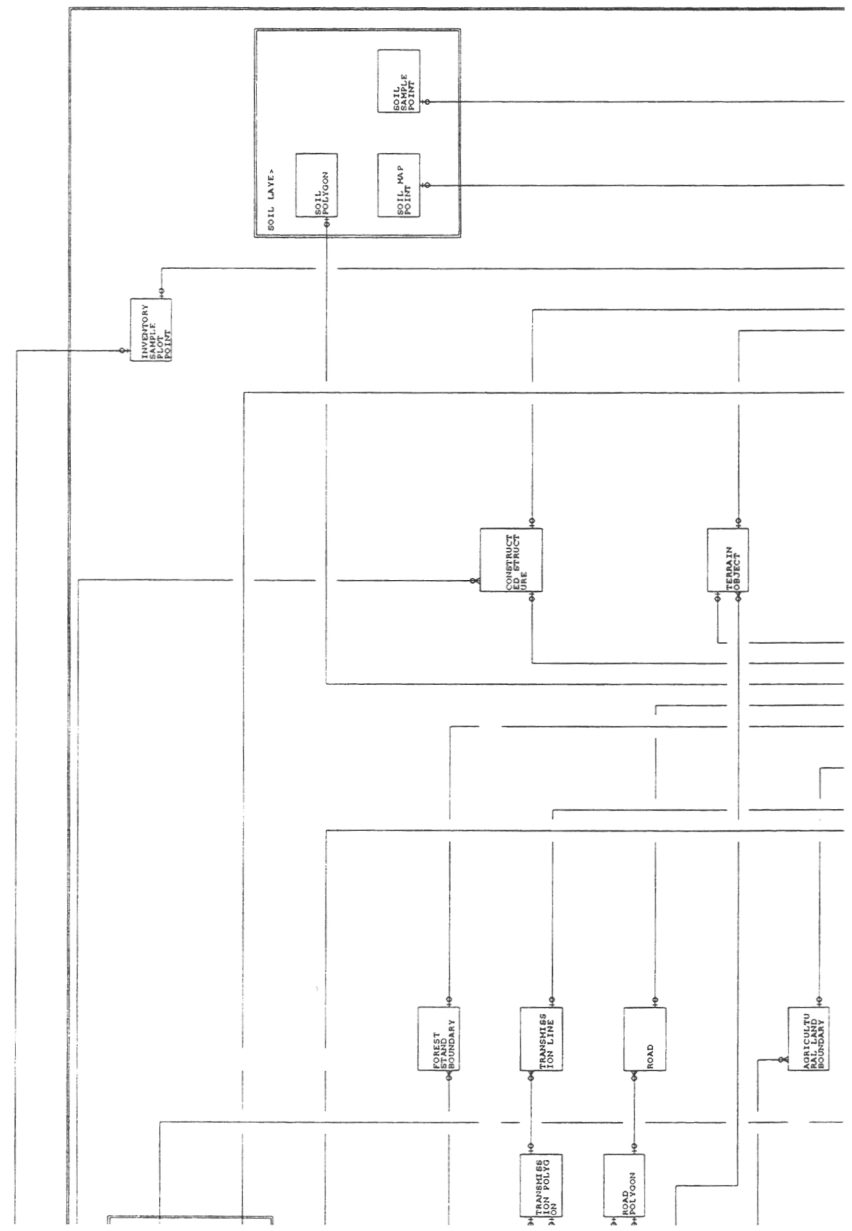 SOIL LAYE>
SOIL
SAMPLE
POINT
SOIL
POLYGON
SOIL MAP
POINT
INVENTORY
SAMPLE
PLOT
POINT
CONSTRUCT
ED STRUCT
URE
TERRAIN
OBJECT
FOREST
STAND
BOUNDARY
TRANSMISS
ION LINE
ROAD
AGRICULTU
RAL LAND
BOUNDARY
TRANSMISS
ION POLYG
ON
ROAD
POLYGON